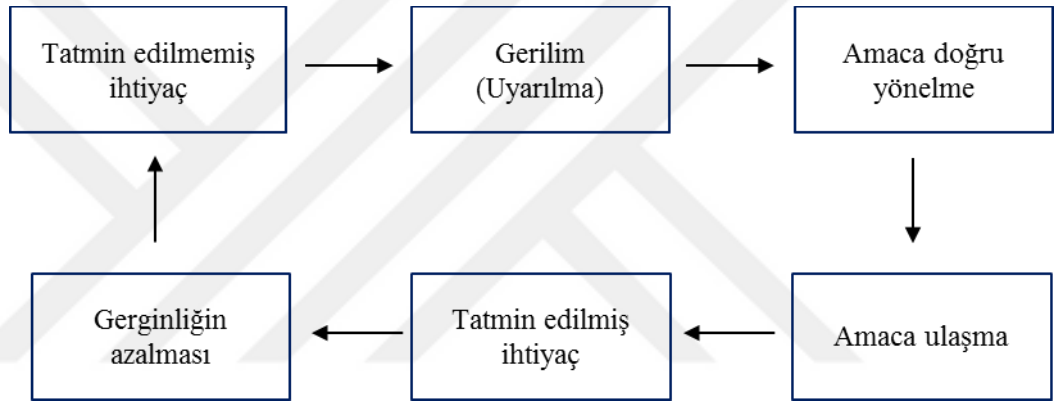 Tatmin edilmemiş
ihtiyaç
Gerilim
(Uyarılma)
Amaca doğru
yönelme
Gerginliğin
azalması
Tatmin edilmiş
ihtiyaç
Amaca ulaşma